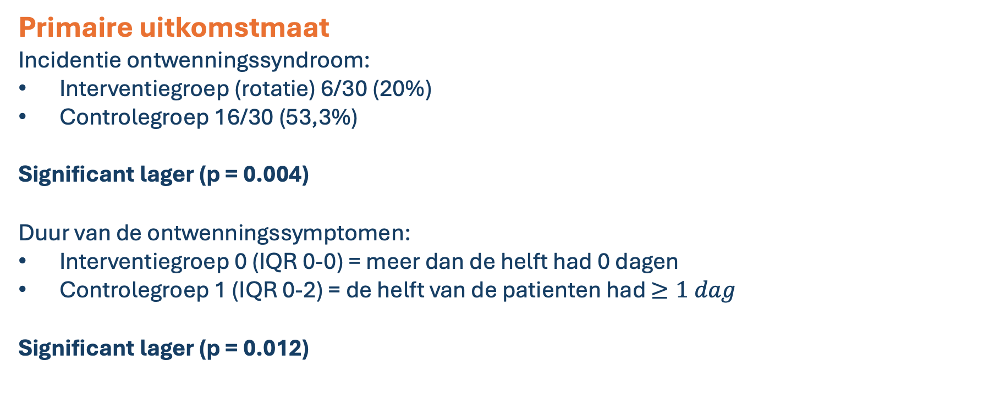 Primaire uitkomstmaat
Incidentie ontwenningssyndroom:
• Interventiegroep (rotatie) 6/30 (20%)
• Controlegroep 16/30 (53,3%)
Significant lager (p = 0.004)
Duur van de ontwenningssymptomen:
• Interventiegroep 0 (IQR 0-0) = meer dan de helft had 0 dagen
• Controlegroep 1 (IQR 0-2) = de helft van de patienten had ≥ 1 dag
Significant lager (p = 0.012)